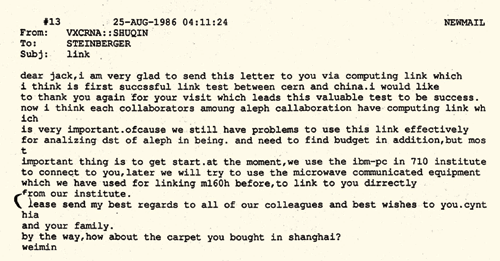 #13 25-AUG-1986 04:11:24 NEWMAIL
From: VXCRNA::SHUQIN
To: STEINBERGER
Subj: link
dear jack,i am very glad to send this letter to you via computing link which
i think is first succssful link test between cern and china.i would like
to thank you again for your visit which leads this valuable test to be success.
now i think each collaborators amoung aleph callaboration have computing link wh
ich
is very important.ofcause we still have problems to use this link effectively
for analizing dst of aleph in being. and need to find budget in addition,but mos
t
important thing is to get start.at the moment,we use the ibm-pc in 710 institute
to connect to you,later we will try to use the microwave communicated equipment
which we have used for linking m160h before,to link to you dirrectly
from our institute.
lease send my best regards to all of our colleagues and best wishes to you.cynt
hia
and your family.
by the way,how about the carpet you bought in shanghai?
weimin